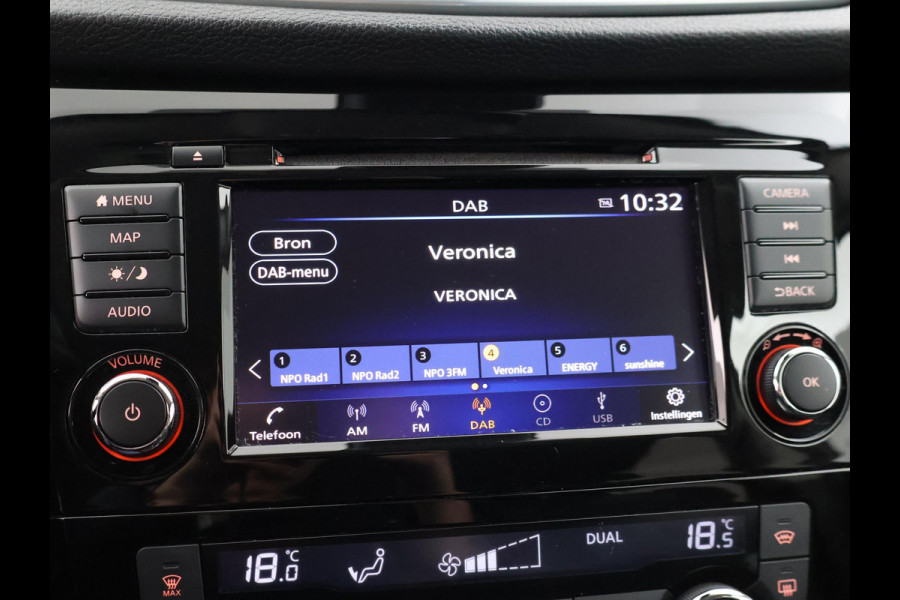 MENU
MAP
AUDIO
VOLUME
DAB
10:32
Bron
DAB-menu
Veronica
VERONICA
1 NPO Rad1
2 NPO Rad2
3 NPO 3FM
4 Veronica
5 ENERGY
6 sunshine
Telefoon
AM
FM
DAB
CD
USB
Instellingen
CAMERA
BACK
OK
18.0 °C
DUAL
18.5 °C
MAX